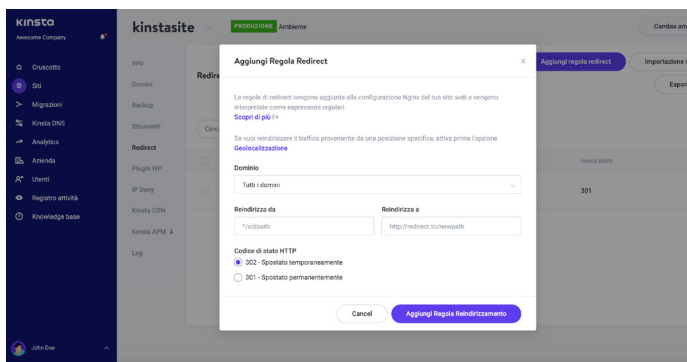 Kinsta
Awesome Company
Cruscotto
Siti
Migrazioni
Kinsta DNS
Analytics
Azienda
Utenti
Registro attività
Knowledge base
John Doe
kinstasite
PRODUZIONE Ambiente
Cambia am
Info
Domini
Backup
Strumenti
Redirect
Plugin WP
IP Deny
Kinsta CDN
Kinsta APM
Log
Redire
Cerc
Aggiungi regola redirect
Importazione r
Espor
CODICE STATO
301
Aggiungi Regola Redirect
Le regole di redirect vengono aggiunte alla configurazione Nginx del tuo sito web e vengono
interpretate come espressioni regolari.
Scopri di più
Se vuoi reindirizzare il traffico proveniente da una posizione specifica, attiva prima l'opzione
Geolocalizzazione
Dominio
Tutti i domini
Reindirizza da
Reindirizza a
^/oldpath
http://redirect.to/newpath
Codice di stato HTTP
302 - Spostato temporaneamente
301 - Spostato permanentemente
Cancel
Aggiungi Regola Reindirizzamento